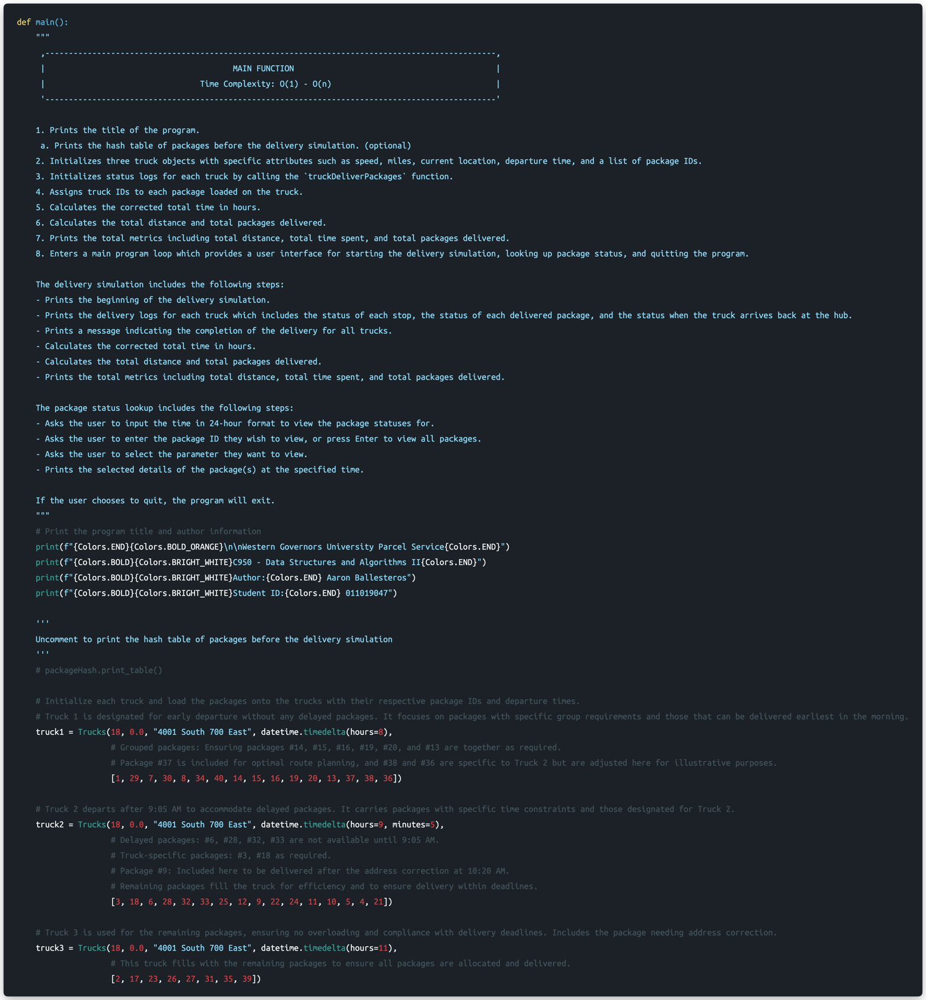 def main():
"""
,------------------------------------------------------------------------------------------------,
| MAIN FUNCTION |
| Time Complexity: O(1) - O(n) |
'------------------------------------------------------------------------------------------------'
1. Prints the title of the program.
a. Prints the hash table of packages before the delivery simulation. (optional)
2. Initializes three truck objects with specific attributes such as speed, miles, current location, departure time, and a list of package IDs.
3. Initializes status logs for each truck by calling the `truckDeliverPackages` function.
4. Assigns truck IDs to each package loaded on the truck.
5. Calculates the corrected total time in hours.
6. Calculates the total distance and total packages delivered.
7. Prints the total metrics including total distance, total time spent, and total packages delivered.
8. Enters a main program loop which provides a user interface for starting the delivery simulation, looking up package status, and quitting the program.
The delivery simulation includes the following steps:
- Prints the beginning of the delivery simulation.
- Prints the delivery logs for each truck which includes the status of each stop, the status of each delivered package, and the status when the truck arrives back at the hub.
- Prints a message indicating the completion of the delivery for all trucks.
- Calculates the corrected total time in hours.
- Calculates the total distance and total packages delivered.
- Prints the total metrics including total distance, total time spent, and total packages delivered.
The package status lookup includes the following steps:
- Asks the user to input the time in 24-hour format to view the package statuses for.
- Asks the user to enter the package ID they wish to view, or press Enter to view all packages.
- Asks the user to select the parameter they want to view.
- Prints the selected details of the package(s) at the specified time.
If the user chooses to quit, the program will exit.
"""
# Print the program title and author information
print(f"{Colors.END}{Colors.BOLD_ORANGE}\n\nWestern Governors University Parcel Service{Colors.END}")
print(f"{Colors.BOLD}{Colors.BRIGHT_WHITE}C950 - Data Structures and Algorithms II{Colors.END}")
print(f"{Colors.BOLD}{Colors.BRIGHT_WHITE}Author:{Colors.END} Aaron Ballesteros")
print(f"{Colors.BOLD}{Colors.BRIGHT_WHITE}Student ID:{Colors.END} 011019047")
'''
Uncomment to print the hash table of packages before the delivery simulation
'''
# packageHash.print_table()
# Initialize each truck and load the packages onto the trucks with their respective package IDs and departure times.
# Truck 1 is designated for early departure without any delayed packages. It focuses on packages with specific group requirements and those that can be delivered earliest in the morning.
truck1 = Trucks(18, 0.0, "4001 South 700 East", datetime.timedelta(hours=8),
# Grouped packages: Ensuring packages #14, #15, #16, #19, #20, and #13 are together as required.
# Package #37 is included for optimal route planning, and #38 and #36 are specific to Truck 2 but are adjusted here for illustrative purposes.
[1, 29, 7, 30, 8, 34, 40, 14, 15, 16, 19, 20, 13, 37, 38, 36])
# Truck 2 departs after 9:05 AM to accommodate delayed packages. It carries packages with specific time constraints and those designated for Truck 2.
truck2 = Trucks(18, 0.0, "4001 South 700 East", datetime.timedelta(hours=9, minutes=5),
# Delayed packages: #6, #28, #32, #33 are not available until 9:05 AM.
# Truck-specific packages: #3, #18 as required.
# Package #9: Included here to be delivered after the address correction at 10:20 AM.
# Remaining packages fill the truck for efficiency and to ensure delivery within deadlines.
[3, 18, 6, 28, 32, 33, 25, 12, 9, 22, 24, 11, 10, 5, 4, 21])
# Truck 3 is used for the remaining packages, ensuring no overloading and compliance with delivery deadlines. Includes the package needing address correction.
truck3 = Trucks(18, 0.0, "4001 South 700 East", datetime.timedelta(hours=11),
# This truck fills with the remaining packages to ensure all packages are allocated and delivered.
[2, 17, 23, 26, 27, 31, 35, 39])